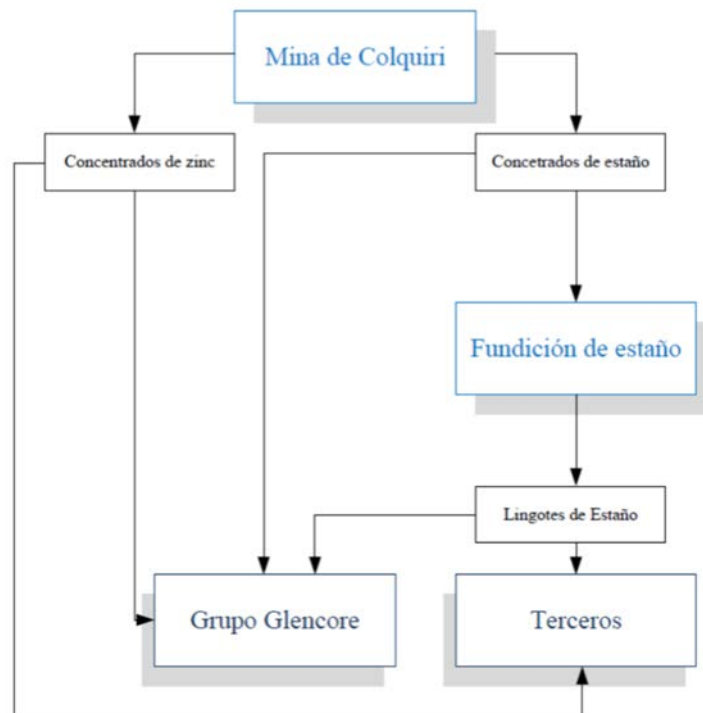 Mina de Colquiri
Concentrados de zinc
Concetrados de estaño
Fundición de estaño
Lingotes de Estaño
Grupo Glencore
Terceros